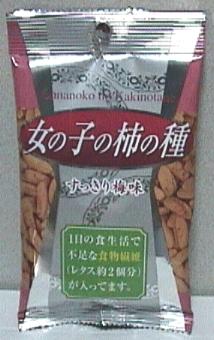 Onnanoko no Kakinotane
女の子の柿の種
すっきり梅味
1日の食生活で
不足な食物繊維
(レタス約2個分)
が入ってます。